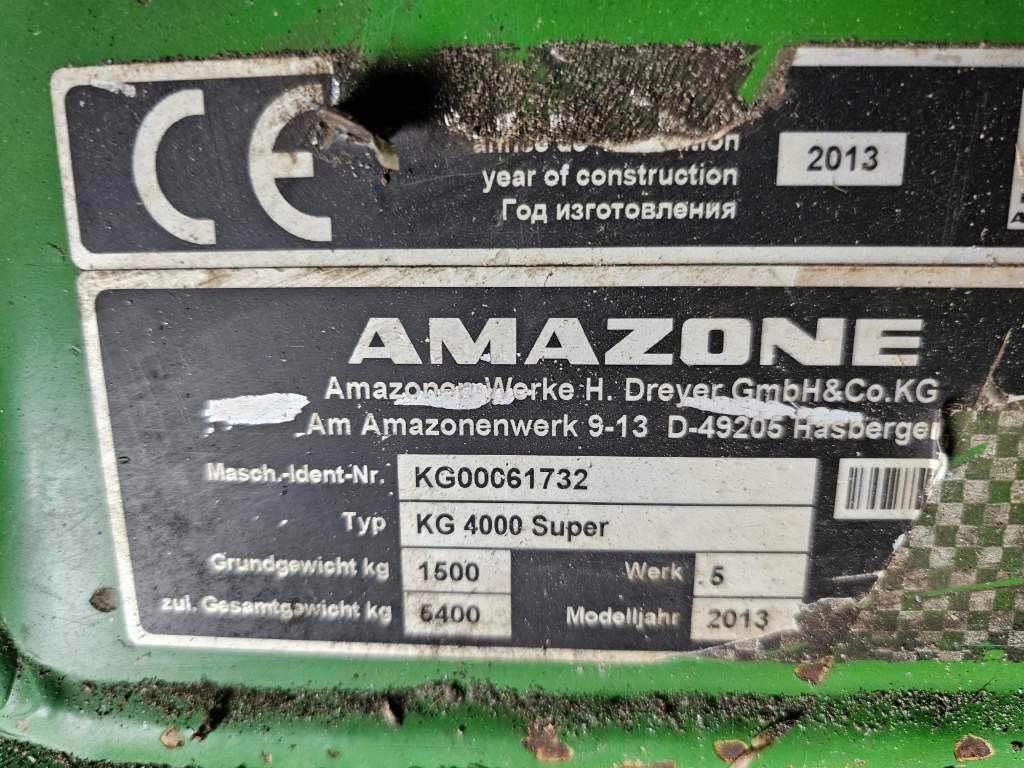 CE
year of construction 2013
Год изготовления
AMAZONE
Amazonen-Werke H. Dreyer GmbH&Co.KG
Am Amazonenwerk 9-13 D-49205 Hasbergen
Masch.-Ident-Nr. KG00061732
Typ KG 4000 Super
Grundgewicht kg 1500 Werk 5
zul. Gesamtgewicht kg 6400 Modelljahr 2013